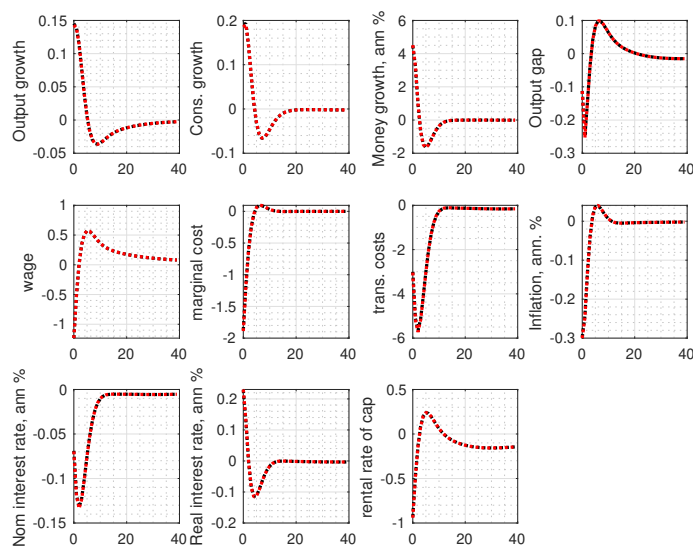 Output growth
0.15
0.1
0.05
0
-0.05
0 20 40
Cons. growth
0.2
0.1
0
-0.1
0 20 40
Money growth, ann %
6
4
2
0
-2
0 20 40
Output gap
0.1
0
-0.1
-0.2
-0.3
0 20 40
wage
1
0.5
0
-0.5
-1
0 20 40
marginal cost
0
-0.5
-1
-1.5
-2
0 20 40
trans. costs
0
-2
-4
-6
0 20 40
Inflation, ann. %
0
-0.1
-0.2
-0.3
0 20 40
Nom interest rate, ann %
0
-0.05
-0.1
-0.15
0 20 40
Real interest rate, ann %
0.2
0.1
0
-0.1
-0.2
0 20 40
rental rate of cap
0.5
0
-0.5
-1
0 20 40